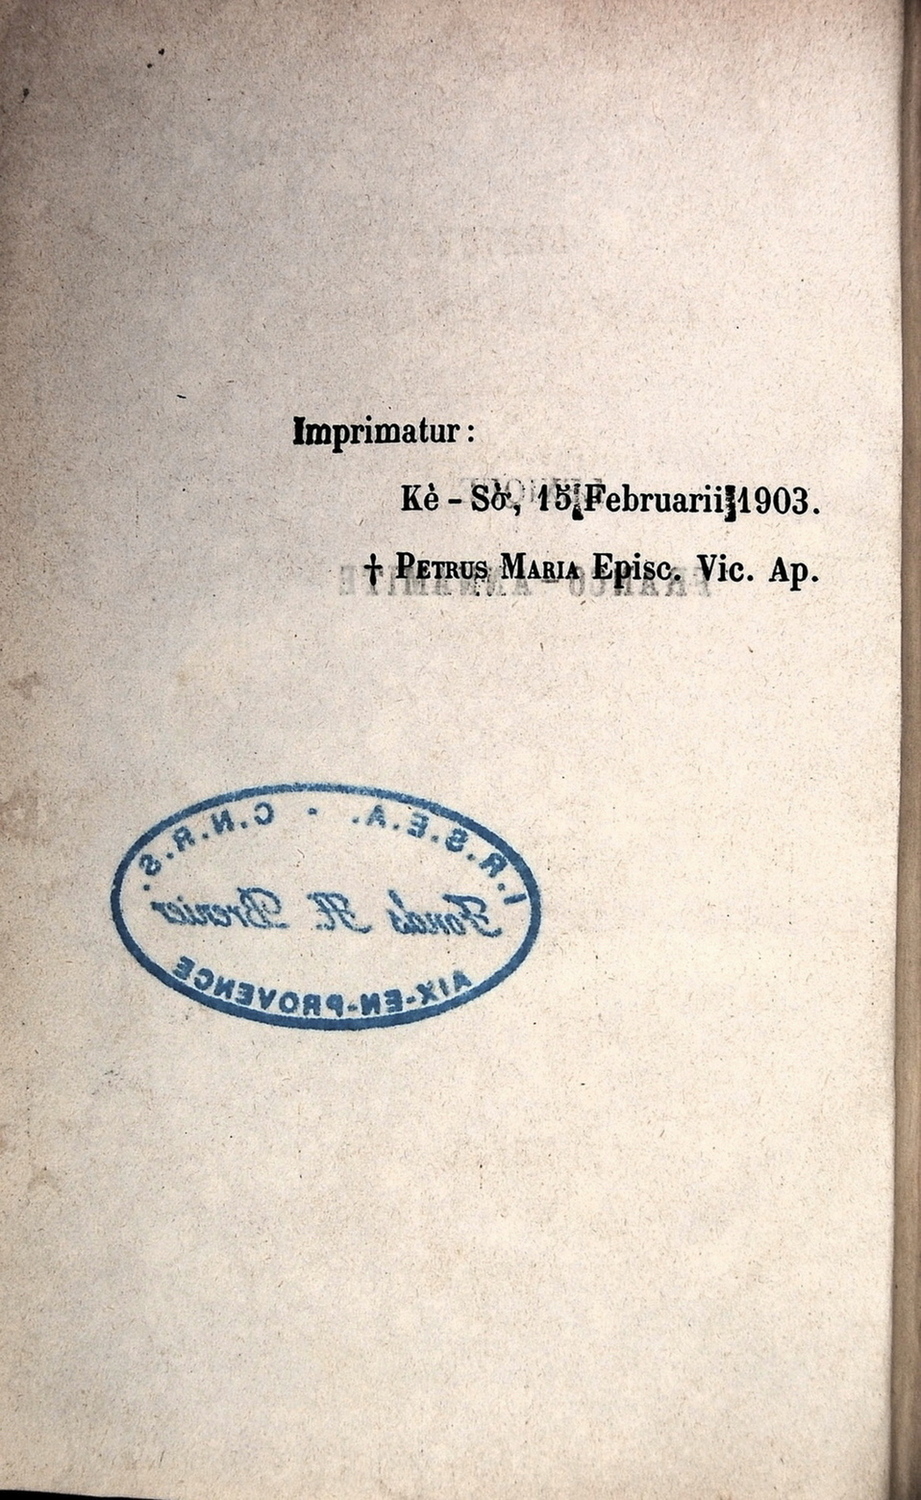 Imprimatur :
Kẻ - Sở, 15 Februarii 1903.
† PETRUS MARIA Episc. Vic. Ap.
I.R.S.E.A. - C.N.R.S.
Fonds H. Brenier
AIX-EN-PROVENCE